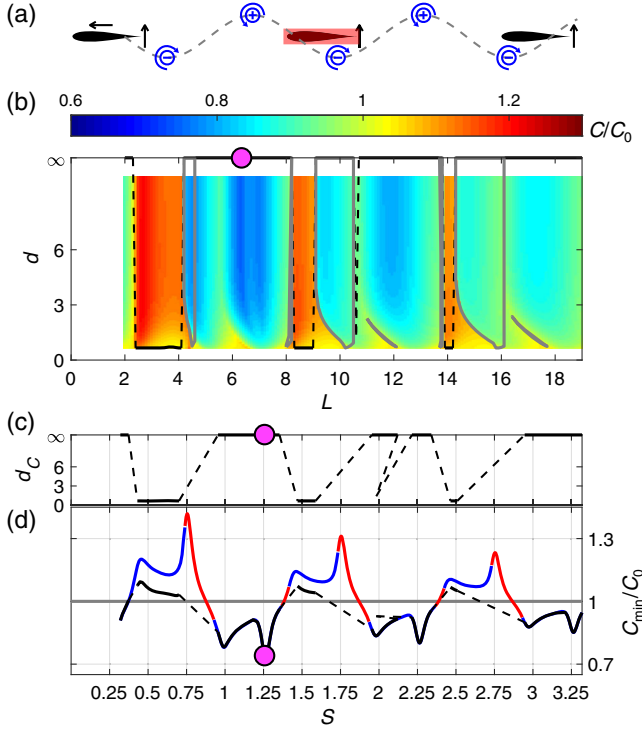 (a)
+ +
− − −
(b)
0.6 0.8 1 1.2 C/C0
∞
6
3
0
d
0 2 4 6 8 10 12 14 16 18
L
(c)
∞
6
3
0
dC
(d)
1.3
1
0.7
Cmin/C0
0.25 0.5 0.75 1 1.25 1.5 1.75 2 2.25 2.5 2.75 3 3.25
S